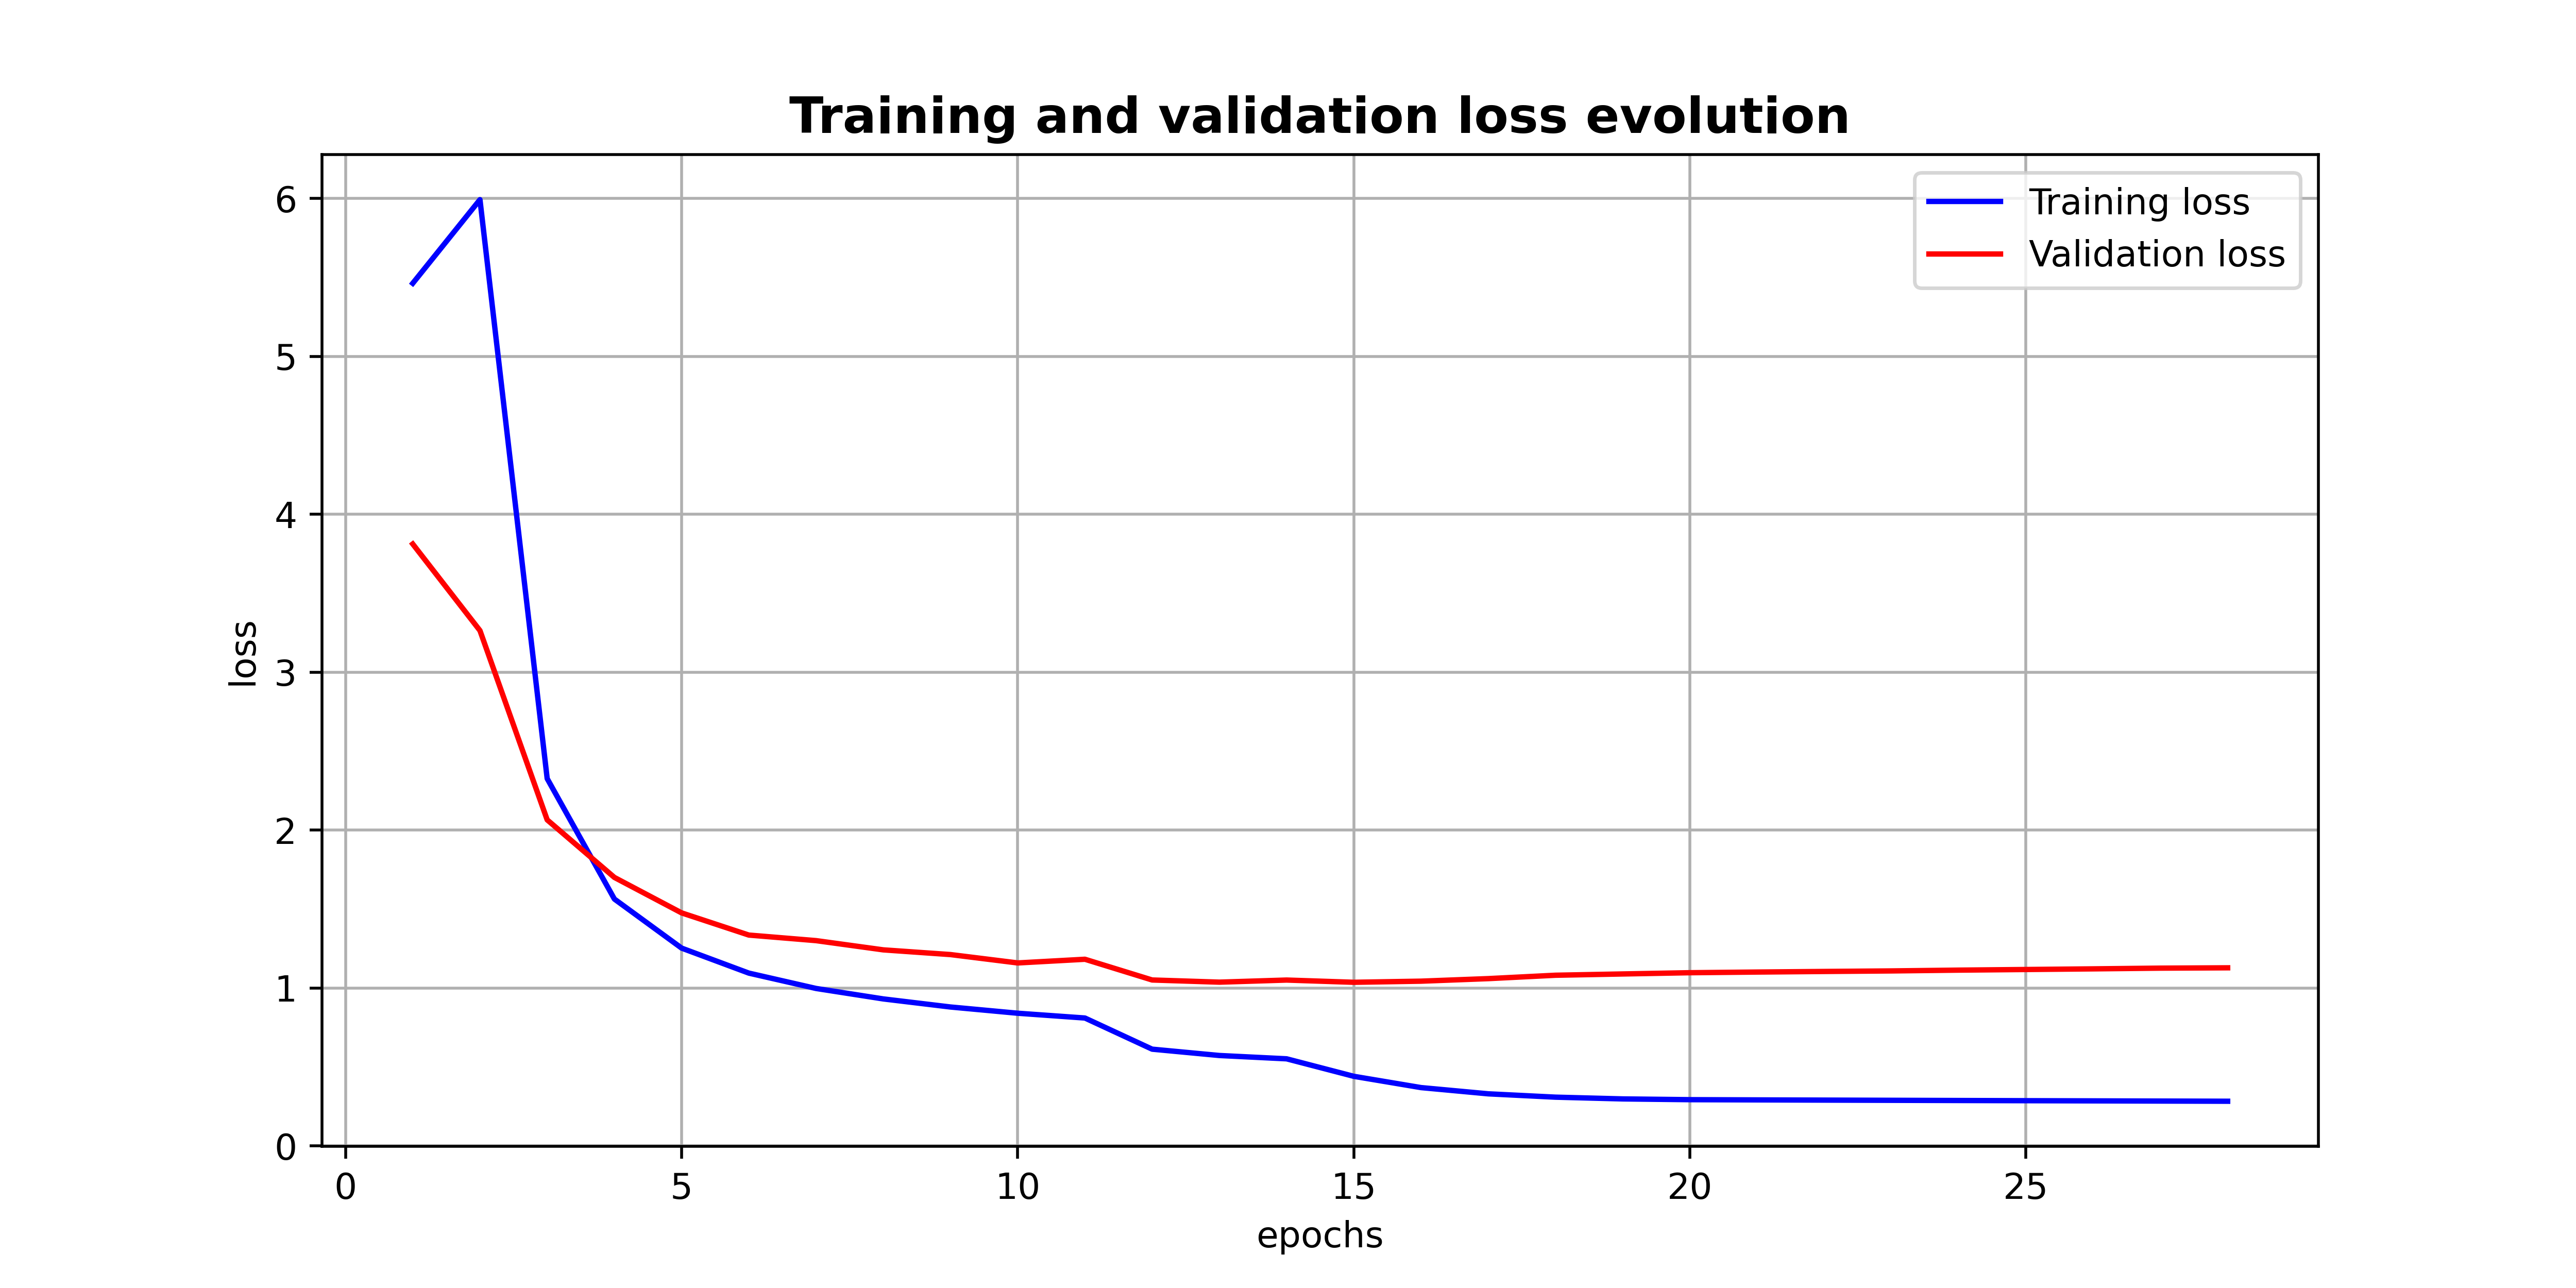 Training and validation loss evolution
Training loss
Validation loss
6
5
4
3
2
1
0
loss
0 5 10 15 20 25
epochs